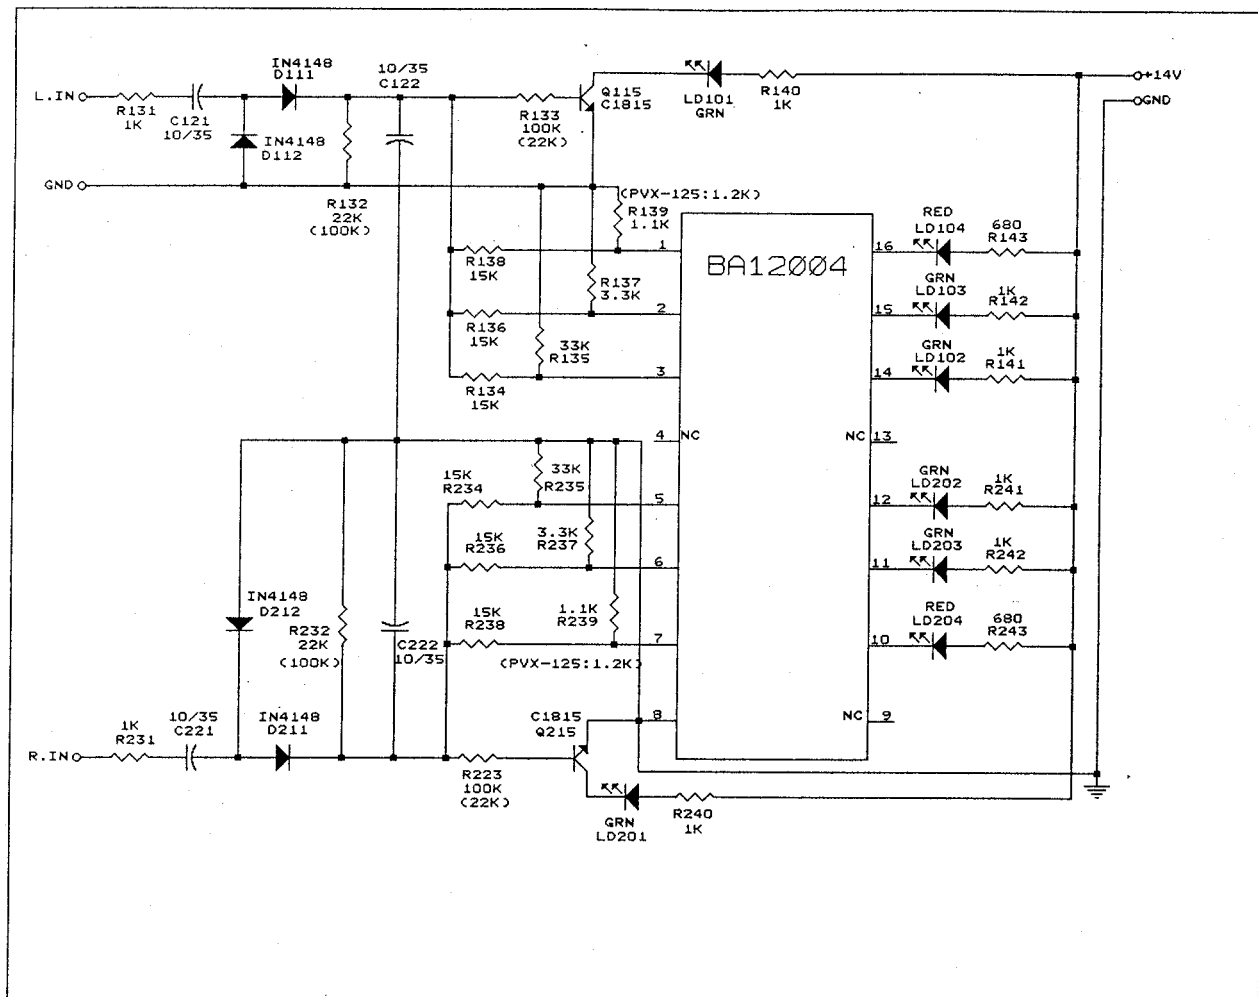 IN4148
D111
10/35
C122
L.IN
R131
1K
C121
10/35
IN4148
D112
R133
100K
(22K)
Q115
C1815
LD101
GRN
R140
1K
+14V
GND
GND
R132
22K
(100K)
(PVX-125:1.2K)
R139
1.1K
R138
15K
R137
3.3K
R136
15K
33K
R135
R134
15K
BA12004
1
2
3
4
NC
5
6
7
8
16
15
14
NC
13
12
11
10
NC
9
RED
LD104
680
R143
GRN
LD103
1K
R142
GRN
LD102
1K
R141
GRN
LD202
1K
R241
GRN
LD203
1K
R242
RED
LD204
680
R243
15K
R234
33K
R235
15K
R236
3.3K
R237
15K
R238
1.1K
R239
(PVX-125:1.2K)
IN4148
D212
R232
22K
(100K)
C222
10/35
R.IN
1K
R231
10/35
C221
IN4148
D211
R223
100K
(22K)
C1815
Q215
GRN
LD201
R240
1K